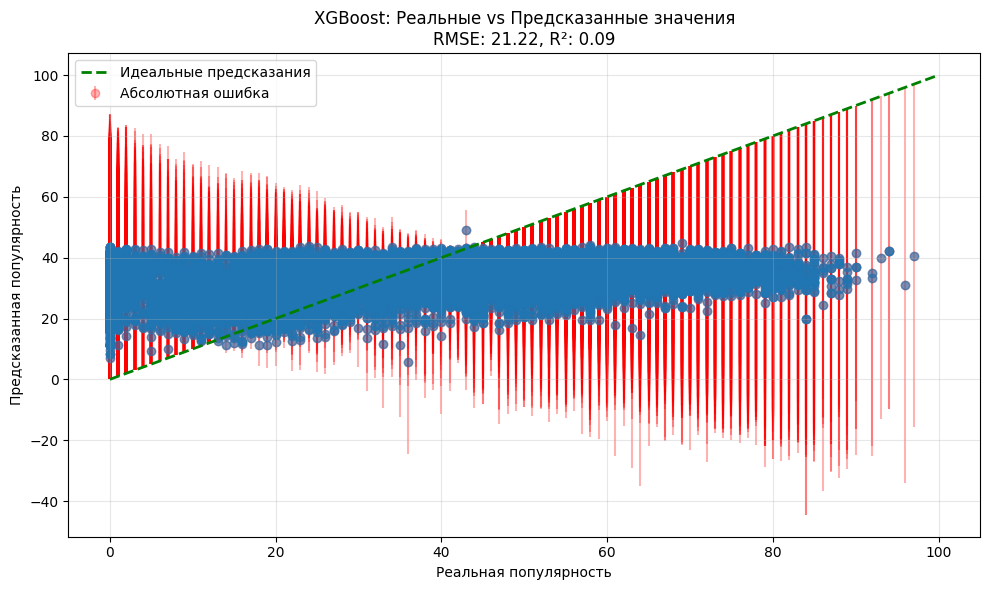 XGBoost: Реальные vs Предсказанные значения
RMSE: 21.22, R²: 0.09
Идеальные предсказания
Абсолютная ошибка
Предсказанная популярность
100
80
60
40
20
0
−20
−40
0
20
40
60
80
100
Реальная популярность